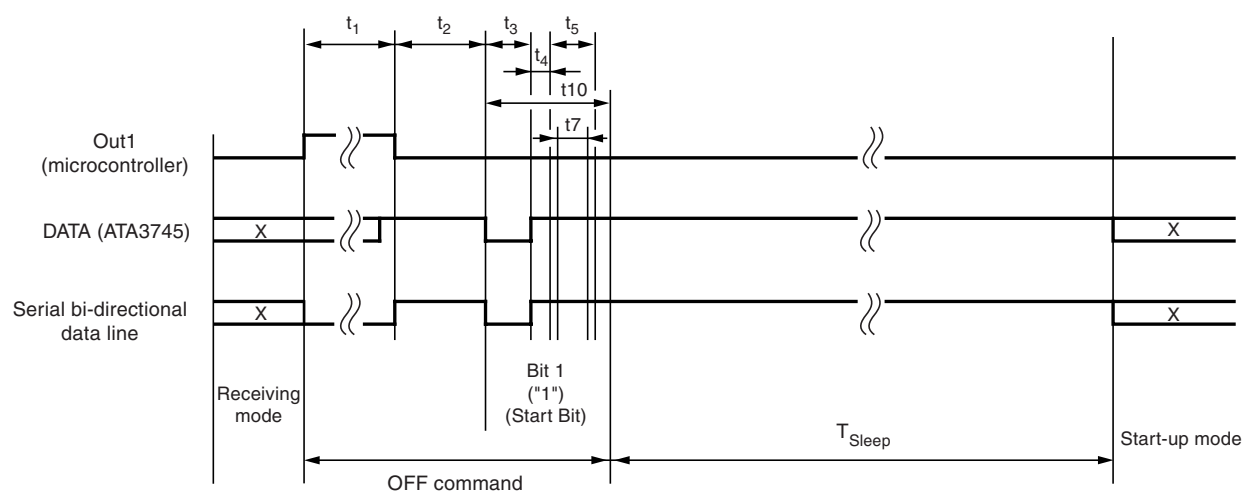 t1 t2 t3 t5
t4
t10
t7
Out1
(microcontroller)
DATA (ATA3745)
X
X
Serial bi-directional
data line
X
X
Receiving
mode
Bit 1
("1")
(Start Bit)
TSleep
Start-up mode
OFF command